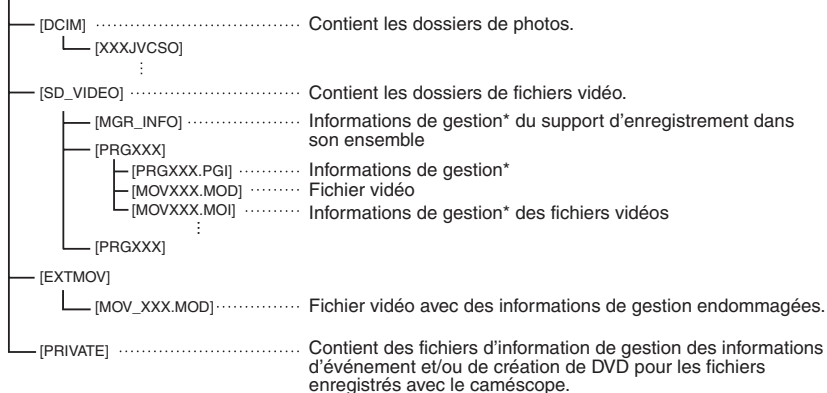 [DCIM] Contient les dossiers de photos.
[XXXJVCSO]
[SD_VIDEO] Contient les dossiers de fichiers vidéo.
[MGR_INFO] Informations de gestion* du support d'enregistrement dans
son ensemble
[PRGXXX]
[PRGXXX.PGI] Informations de gestion*
[MOVXXX.MOD] Fichier vidéo
[MOVXXX.MOI] Informations de gestion* des fichiers vidéos
[PRGXXX]
[EXTMOV]
[MOV_XXX.MOD] Fichier vidéo avec des informations de gestion endommagées.
[PRIVATE] Contient des fichiers d'information de gestion des informations
d'événement et/ou de création de DVD pour les fichiers
enregistrés avec le caméscope.